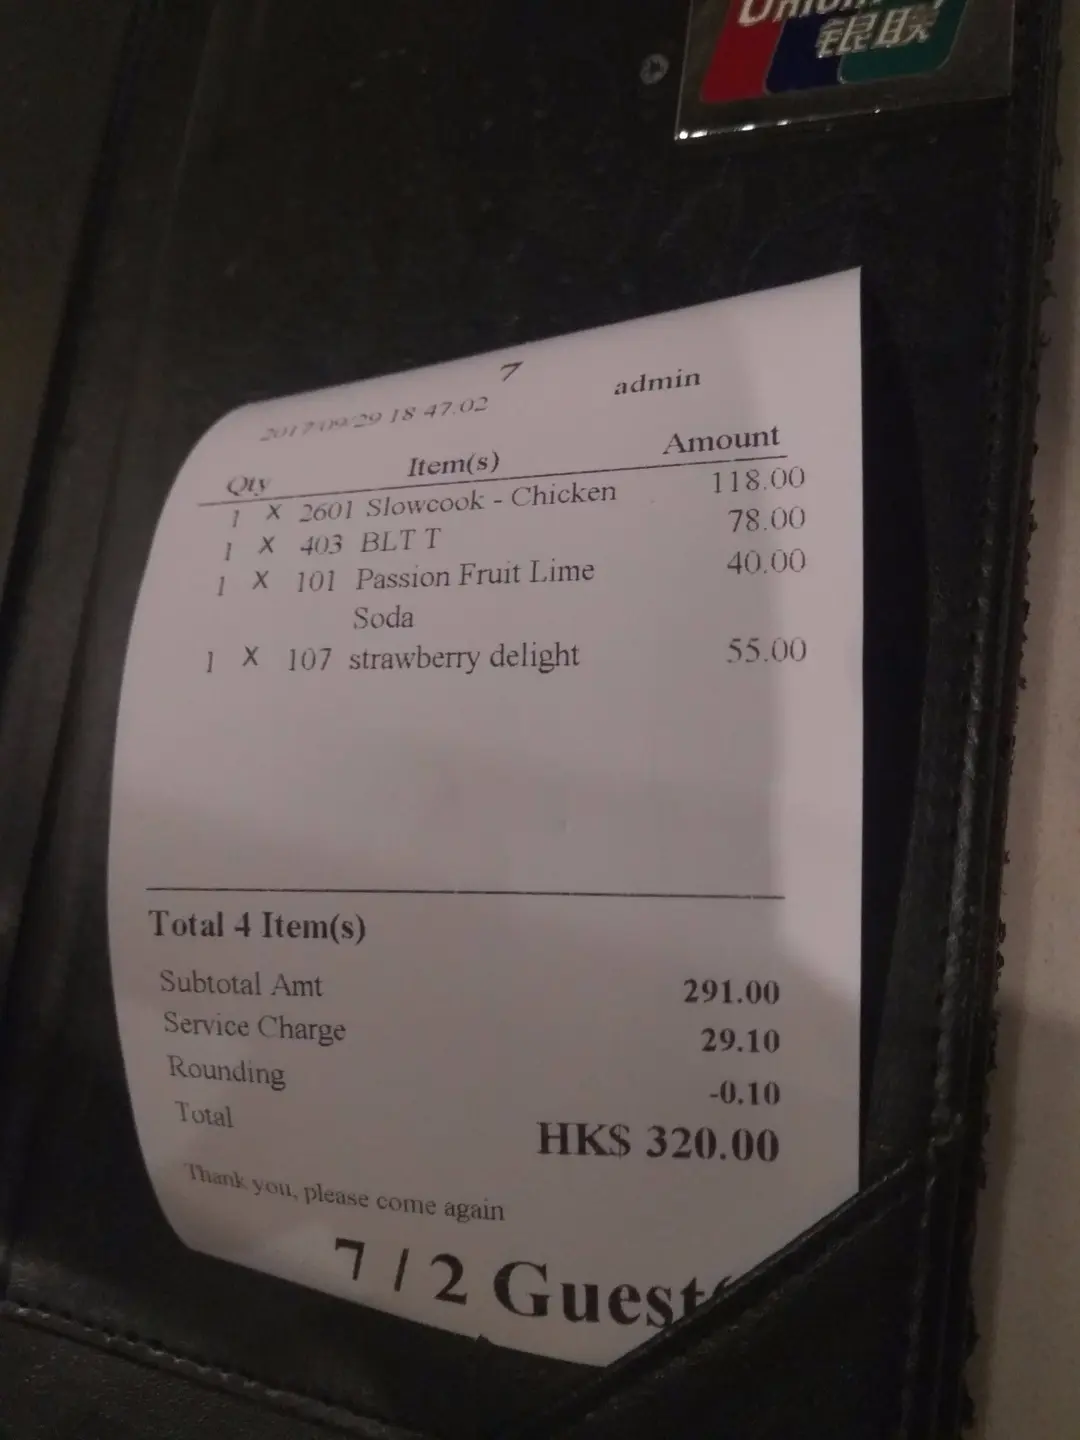 银联
7 admin
2017/09/29 18:47:02
Qty Item(s) Amount
1 X 2601 Slowcook - Chicken 118.00
1 X 403 BLT T 78.00
1 X 101 Passion Fruit Lime 40.00
Soda
1 X 107 strawberry delight 55.00
Total 4 Item(s)
Subtotal Amt 291.00
Service Charge 29.10
Rounding -0.10
Total HK$ 320.00
Thank you, please come again
7 / 2 Guest